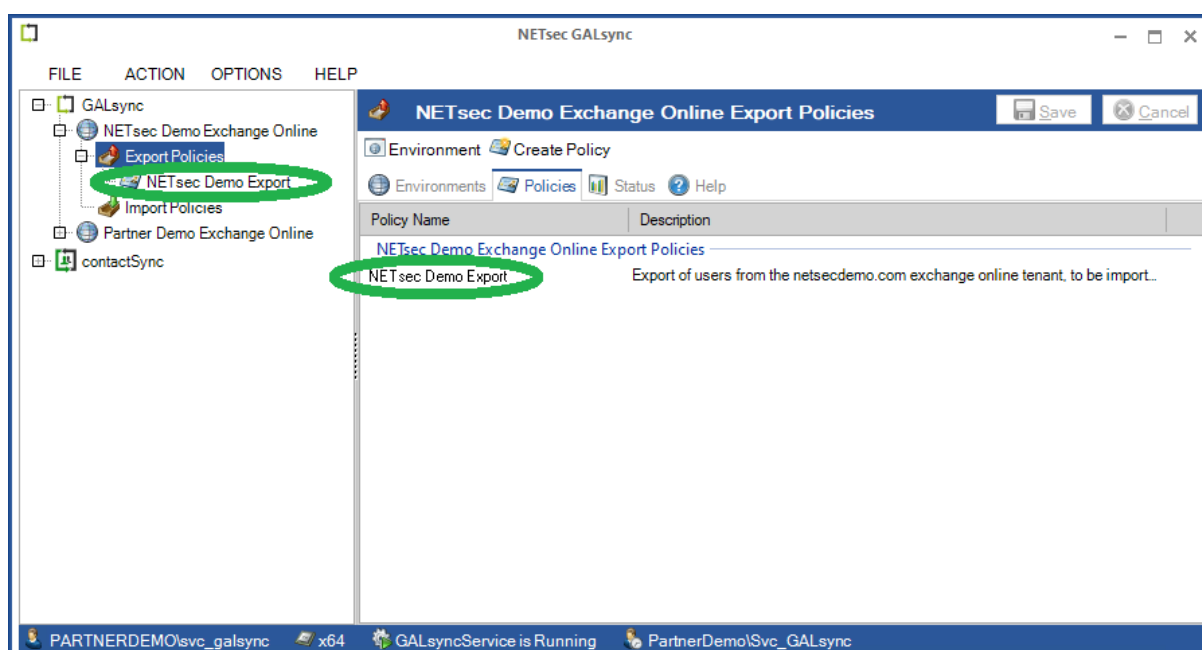 NETsec GALsync
FILE ACTION OPTIONS HELP
GALsync
NETsec Demo Exchange Online
Export Policies
NETsec Demo Export
Import Policies
Partner Demo Exchange Online
contactSync
NETsec Demo Exchange Online Export Policies
Save Cancel
Environment Create Policy
Environments Policies Status Help
Policy Name Description
NETsec Demo Exchange Online Export Policies
NETsec Demo Export Export of users from the netsecdemo.com exchange online tenant, to be import...
PARTNERDEMO\svc_galsync x64 GALsyncService is Running PartnerDemo\Svc_GALsync